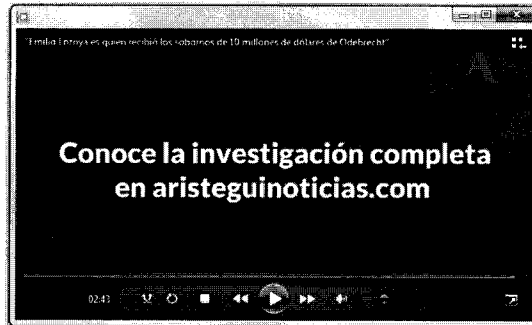 "Emilio Lozoya es quien recibió los sobornos de 10 millones de dólares de Odebrecht"
Conoce la investigación completa
en aristeguinoticias.com
02:43